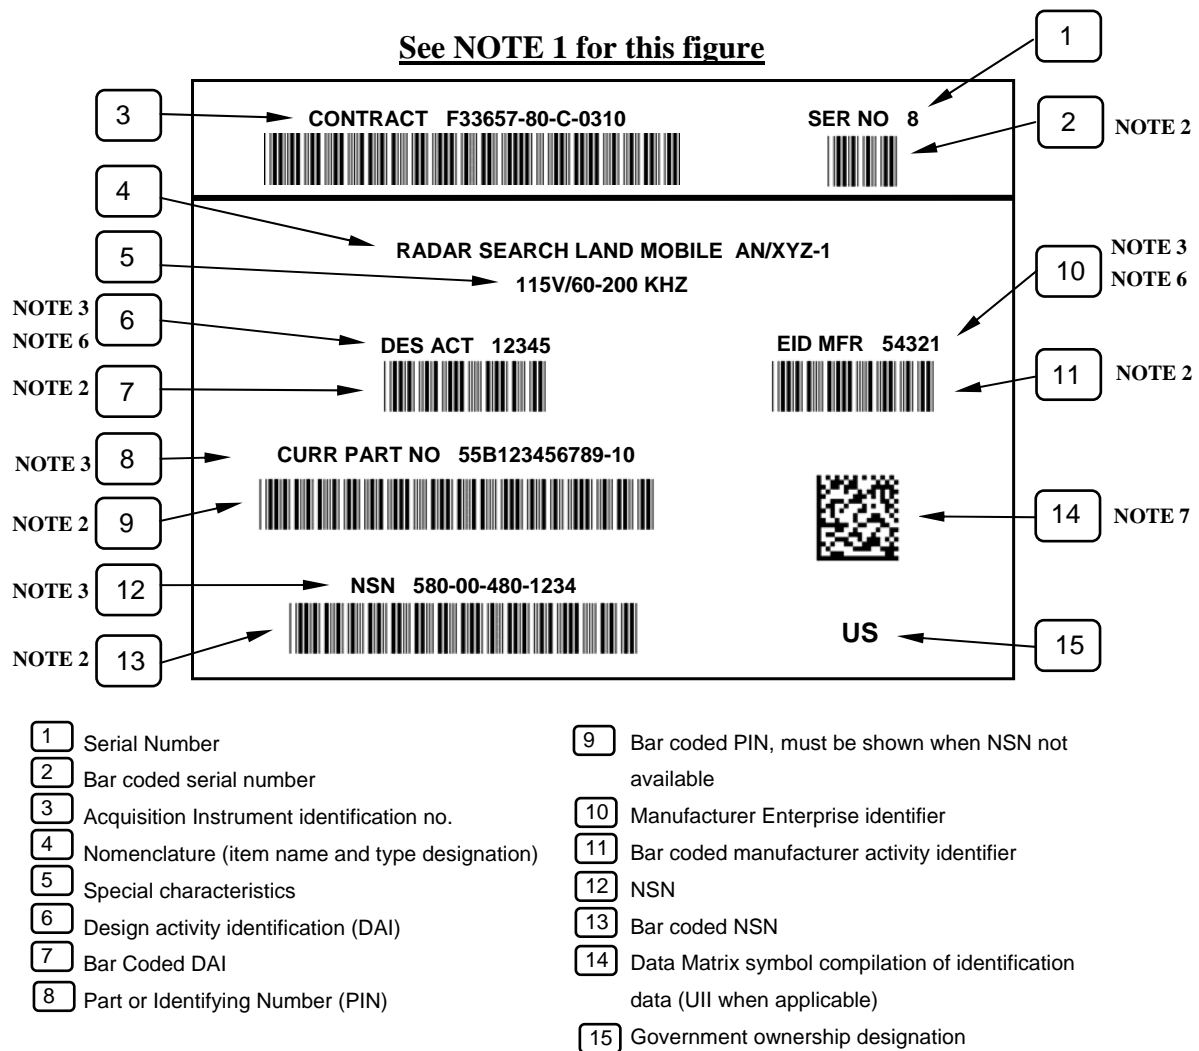 See NOTE 1 for this figure
1
3
CONTRACT F33657-80-C-0310
SER NO 8
2
NOTE 2
4
RADAR SEARCH LAND MOBILE AN/XYZ-1
5
115V/60-200 KHZ
NOTE 3
10
NOTE 6
NOTE 3
6
NOTE 6
DES ACT 12345
EID MFR 54321
NOTE 2
7
11
NOTE 2
NOTE 3
8
CURR PART NO 55B123456789-10
NOTE 2
9
14
NOTE 7
NOTE 3
12
NSN 580-00-480-1234
NOTE 2
13
US
15
1 Serial Number
2 Bar coded serial number
3 Acquisition Instrument identification no.
4 Nomenclature (item name and type designation)
5 Special characteristics
6 Design activity identification (DAI)
7 Bar Coded DAI
8 Part or Identifying Number (PIN)
9 Bar coded PIN, must be shown when NSN not
available
10 Manufacturer Enterprise identifier
11 Bar coded manufacturer activity identifier
12 NSN
13 Bar coded NSN
14 Data Matrix symbol compilation of identification
data (UII when applicable)
15 Government ownership designation